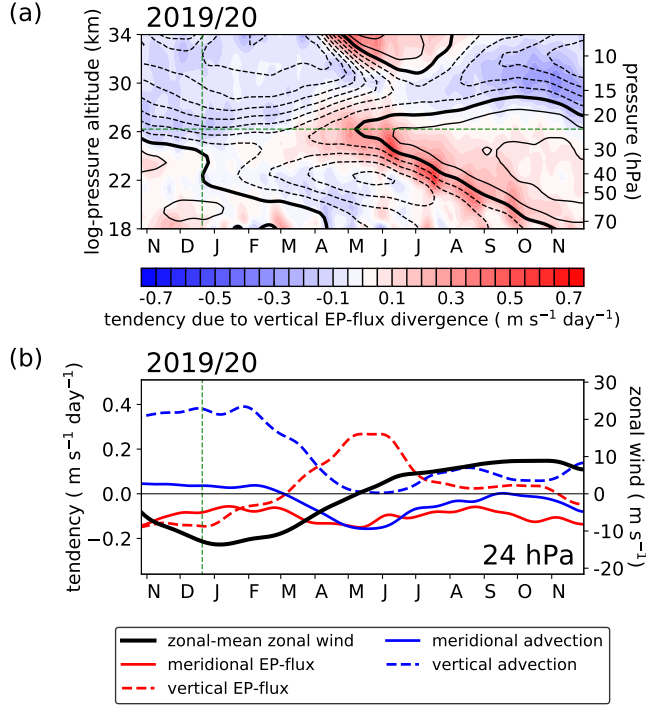 (a)
2019/20
log-pressure altitude (km)
34
30
26
22
18
10
15
20
30
40
50
70
pressure (hPa)
N D J F M A M J J A S O N
-0.7 -0.5 -0.3 -0.1 0.1 0.3 0.5 0.7
tendency due to vertical EP-flux divergence ( m s⁻¹ day⁻¹)
(b)
2019/20
tendency ( m s⁻¹ day⁻¹)
0.4
0.2
0.0
−0.2
30
20
10
0
-10
-20
zonal wind ( m s⁻¹)
24 hPa
N D J F M A M J J A S O N
zonal-mean zonal wind
meridional EP-flux
vertical EP-flux
meridional advection
vertical advection